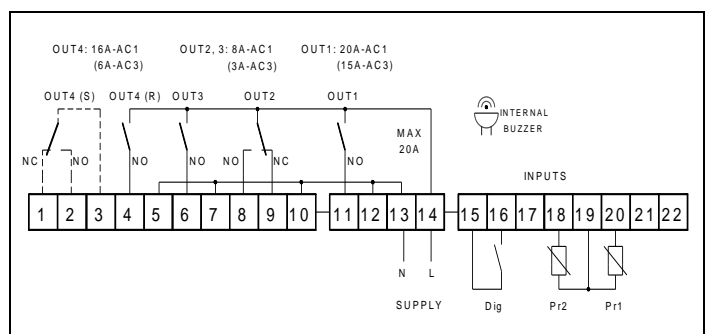 OUT4: 16A-AC1 OUT2, 3: 8A-AC1 OUT1: 20A-AC1
(6A-AC3) (3A-AC3) (15A-AC3)
OUT4 (S) OUT4 (R) OUT3 OUT2 OUT1
INTERNAL
BUZZER
MAX
20A
NC NO NO NO NO NC NO
INPUTS
1 2 3 4 5 6 7 8 9 10 11 12 13 14 15 16 17 18 19 20 21 22
N L
SUPPLY Dig Pr2 Pr1